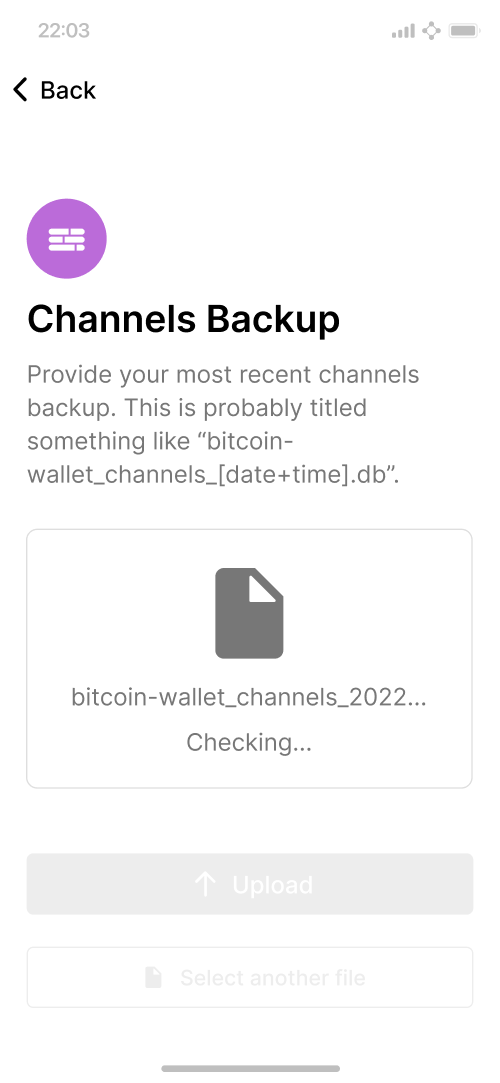 22:03
Back
Channels Backup
Provide your most recent channels
backup. This is probably titled
something like “bitcoin-
wallet_channels_[date+time].db”.
bitcoin-wallet_channels_2022...
Checking...
Upload
Select another file